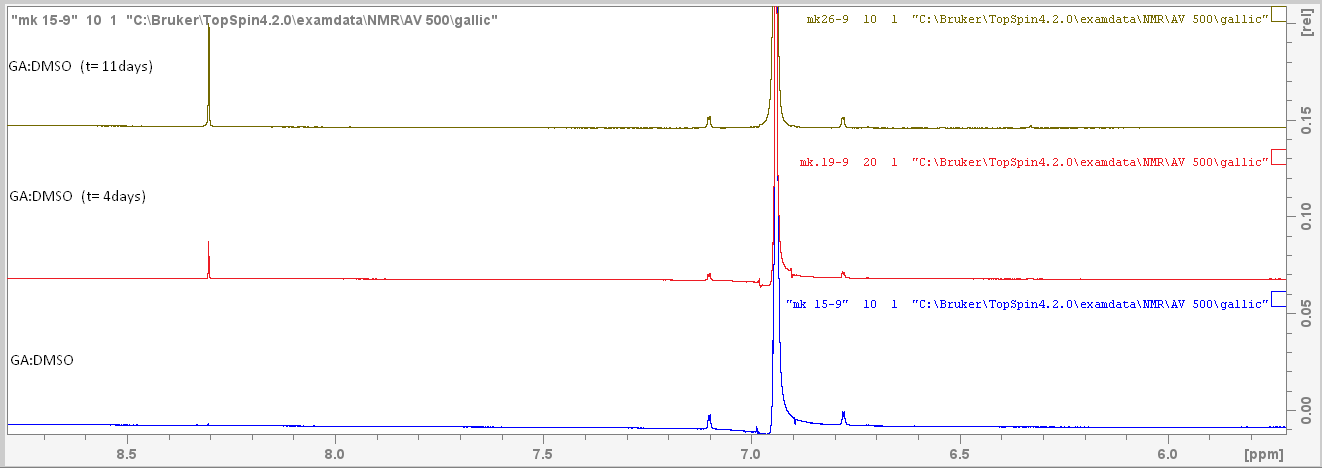 "mk 15-9" 10 1 "C:\Bruker\TopSpin4.2.0\examdata\NMR\AV 500\gallic"
mk26-9 10 1 "C:\Bruker\TopSpin4.2.0\examdata\NMR\AV 500\gallic"
[rel]
GA:DMSO (t= 11days)
0.15
mk.19-9 20 1 "C:\Bruker\TopSpin4.2.0\examdata\NMR\AV 500\gallic"
GA:DMSO (t= 4days)
0.10
"mk 15-9" 10 1 "C:\Bruker\TopSpin4.2.0\examdata\NMR\AV 500\gallic"
0.05
GA:DMSO
0.00
8.5 8.0 7.5 7.0 6.5 6.0 [ppm]